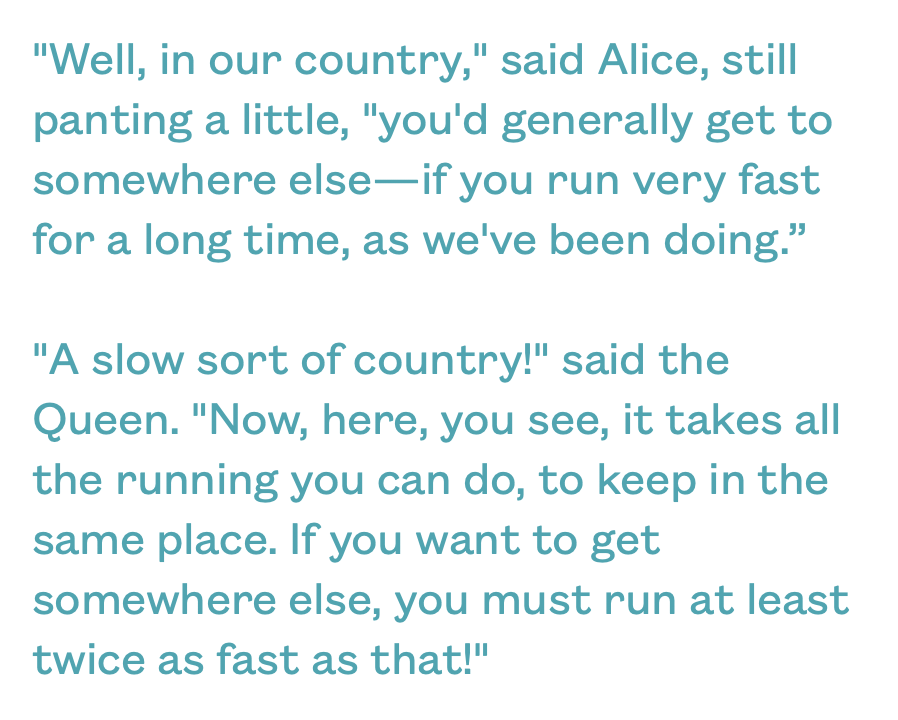 "Well, in our country," said Alice, still
panting a little, "you'd generally get to
somewhere else—if you run very fast
for a long time, as we've been doing.”
"A slow sort of country!" said the
Queen. "Now, here, you see, it takes all
the running you can do, to keep in the
same place. If you want to get
somewhere else, you must run at least
twice as fast as that!"